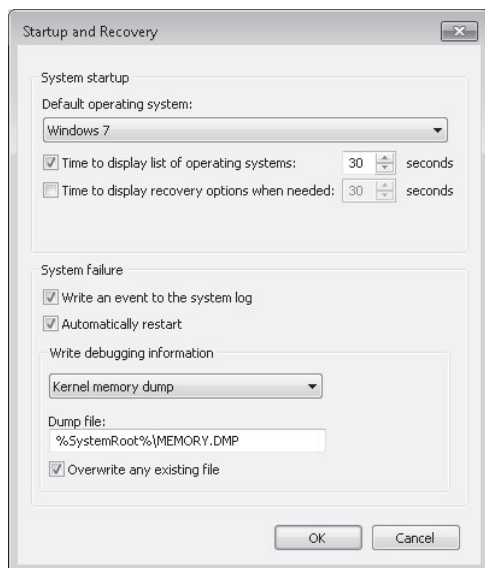 Startup and Recovery
System startup
Default operating system:
Windows 7
Time to display list of operating systems: 30 seconds
Time to display recovery options when needed: 30 seconds
System failure
Write an event to the system log
Automatically restart
Write debugging information
Kernel memory dump
Dump file:
%SystemRoot%\MEMORY.DMP
Overwrite any existing file
OK Cancel